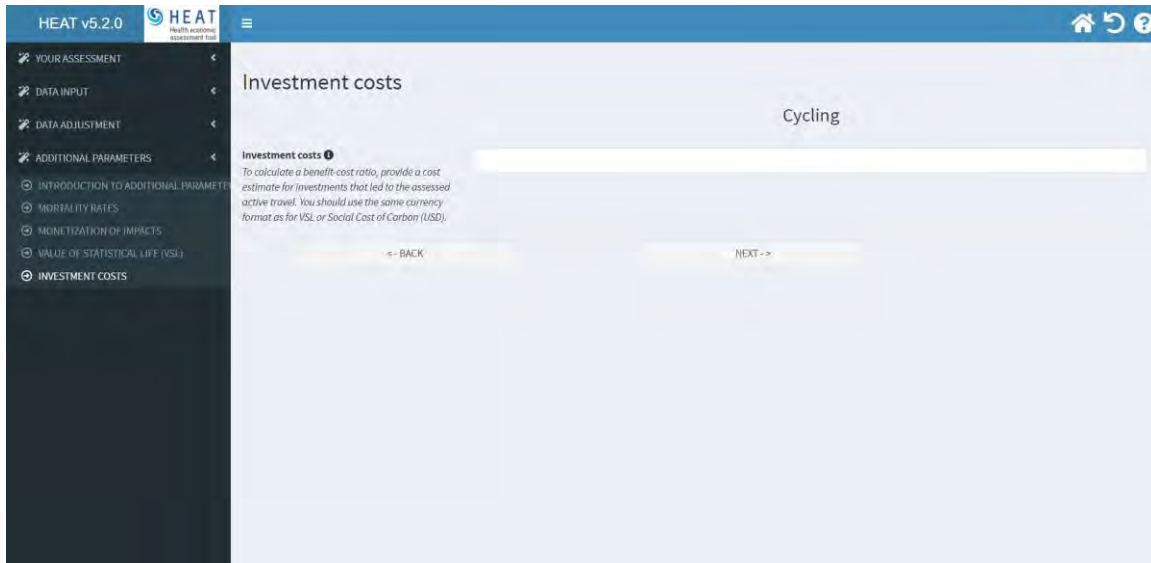 HEAT v5.2.0
HEAT
Health economic
assessment tool
YOUR ASSESSMENT
DATA INPUT
DATA ADJUSTMENT
ADDITIONAL PARAMETERS
INTRODUCTION TO ADDITIONAL PARAMETE
MORTALITY RATES
MONETIZATION OF IMPACTS
VALUE OF STATISTICAL LIFE (VSL)
INVESTMENT COSTS
Investment costs
Cycling
Investment costs
To calculate a benefit-cost ratio, provide a cost
estimate for investments that led to the assessed
active travel. You should use the same currency
format as for VSL or Social Cost of Carbon (USD).
<- BACK
NEXT ->